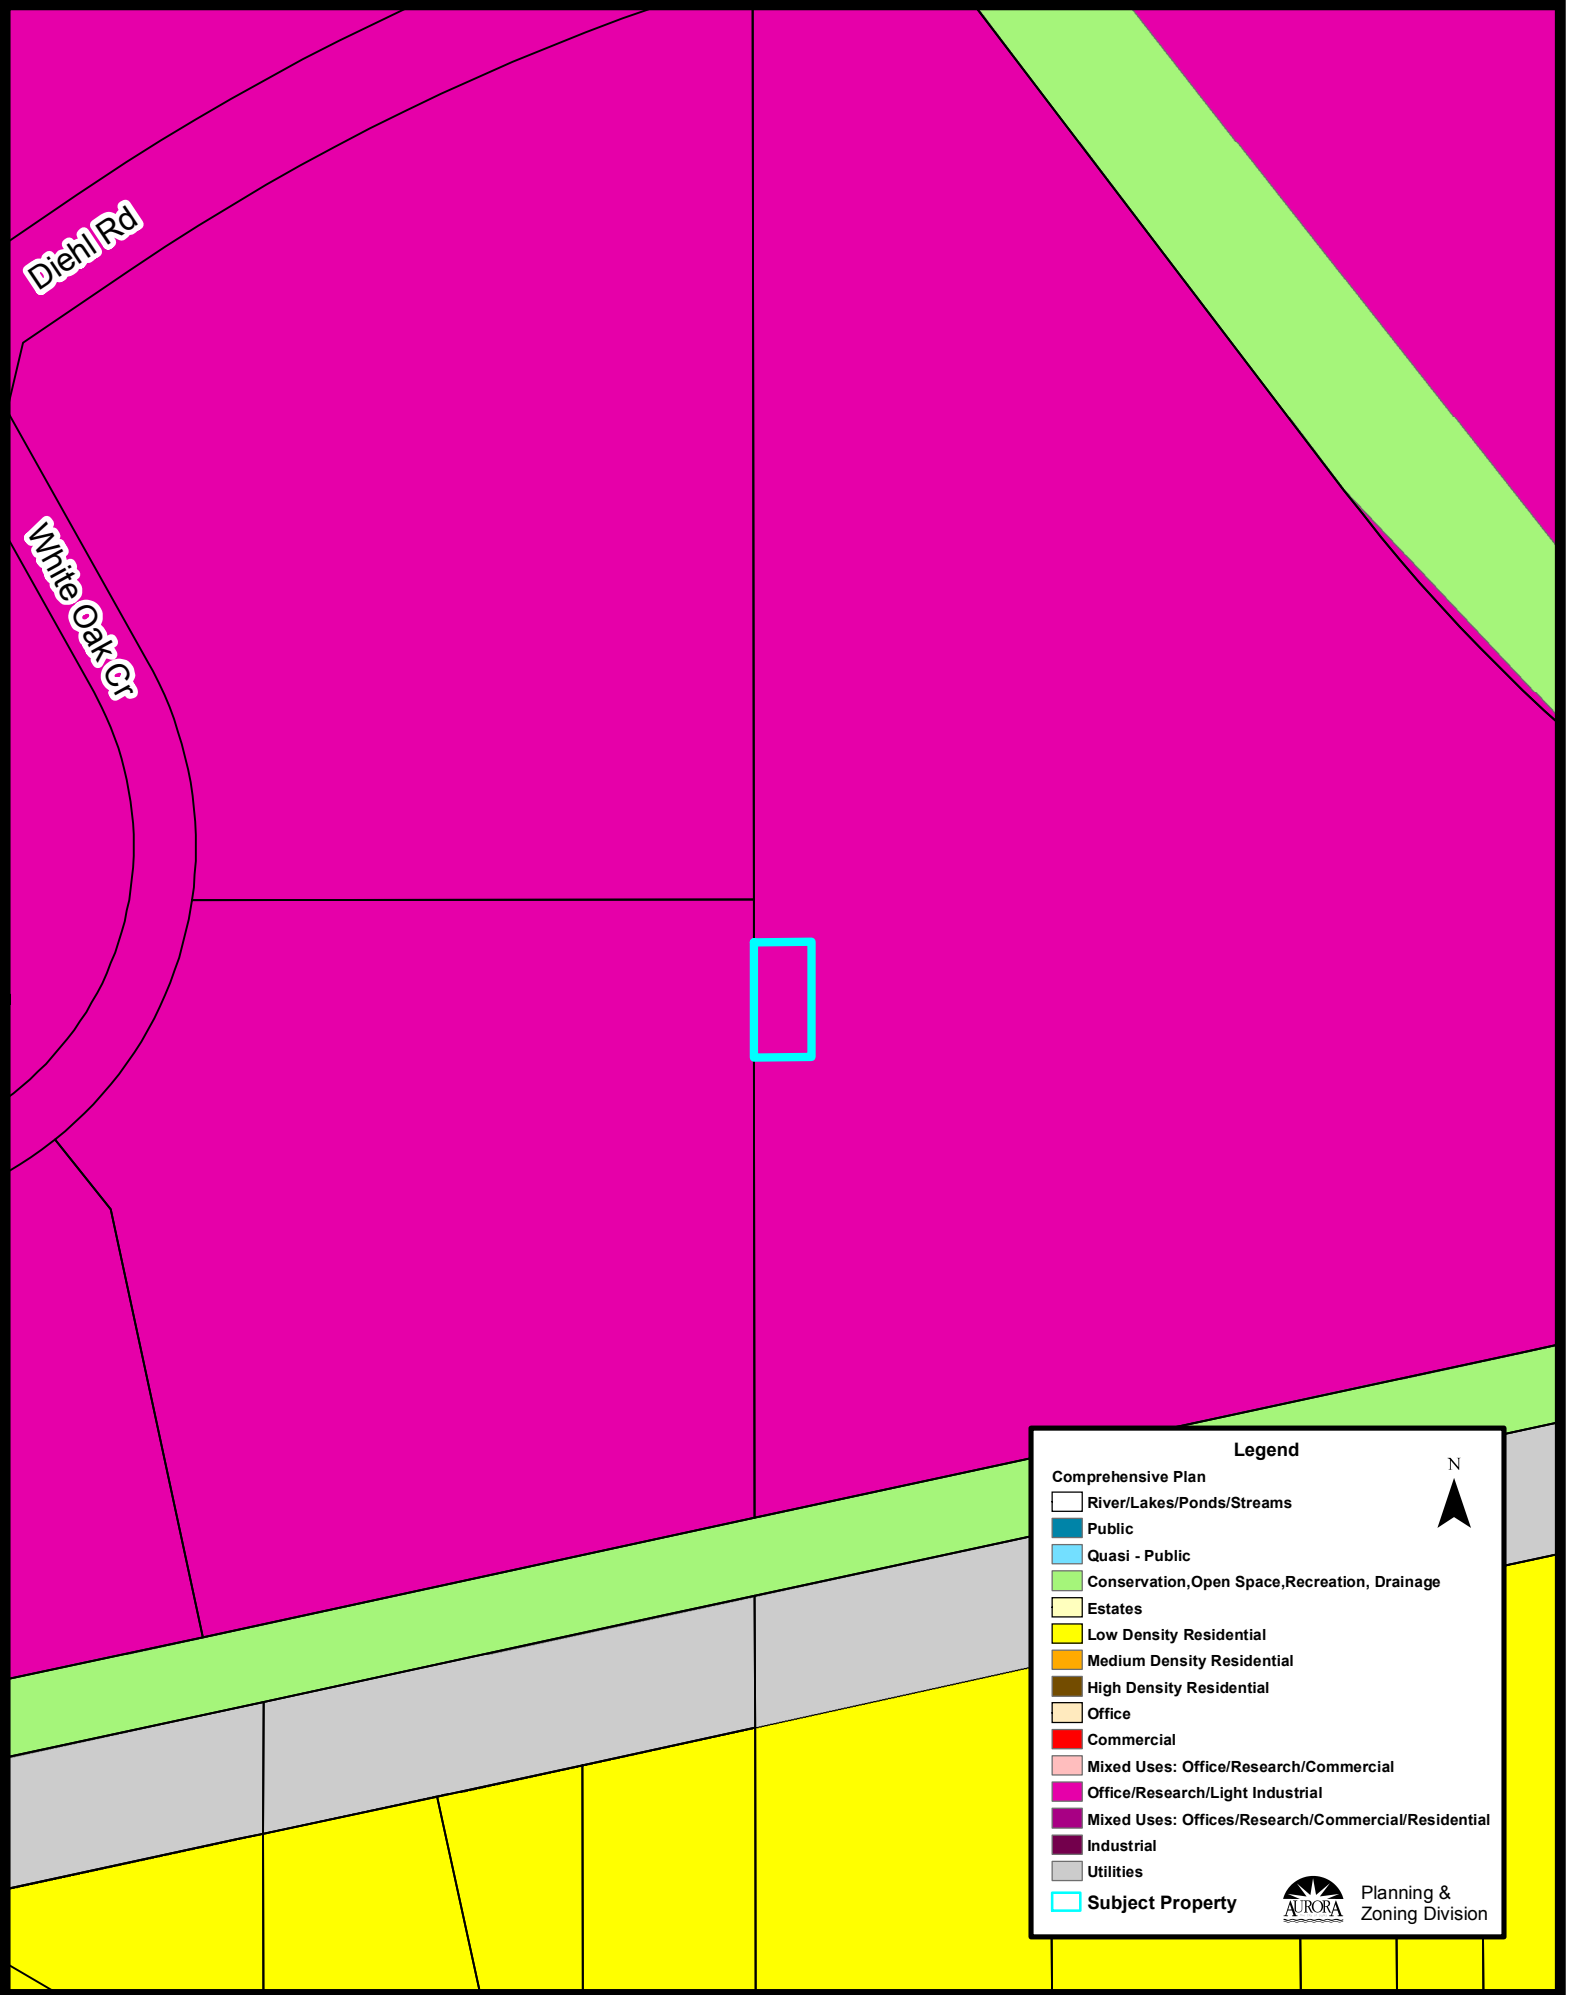 Diehl Rd
White Oak Cr
Legend
N
Comprehensive Plan
River/Lakes/Ponds/Streams
Public
Quasi - Public
Conservation,Open Space,Recreation, Drainage
Estates
Low Density Residential
Medium Density Residential
High Density Residential
Office
Commercial
Mixed Uses: Office/Research/Commercial
Office/Research/Light Industrial
Mixed Uses: Offices/Research/Commercial/Residential
Industrial
Utilities
Subject Property
AURORA
Planning &
Zoning Division